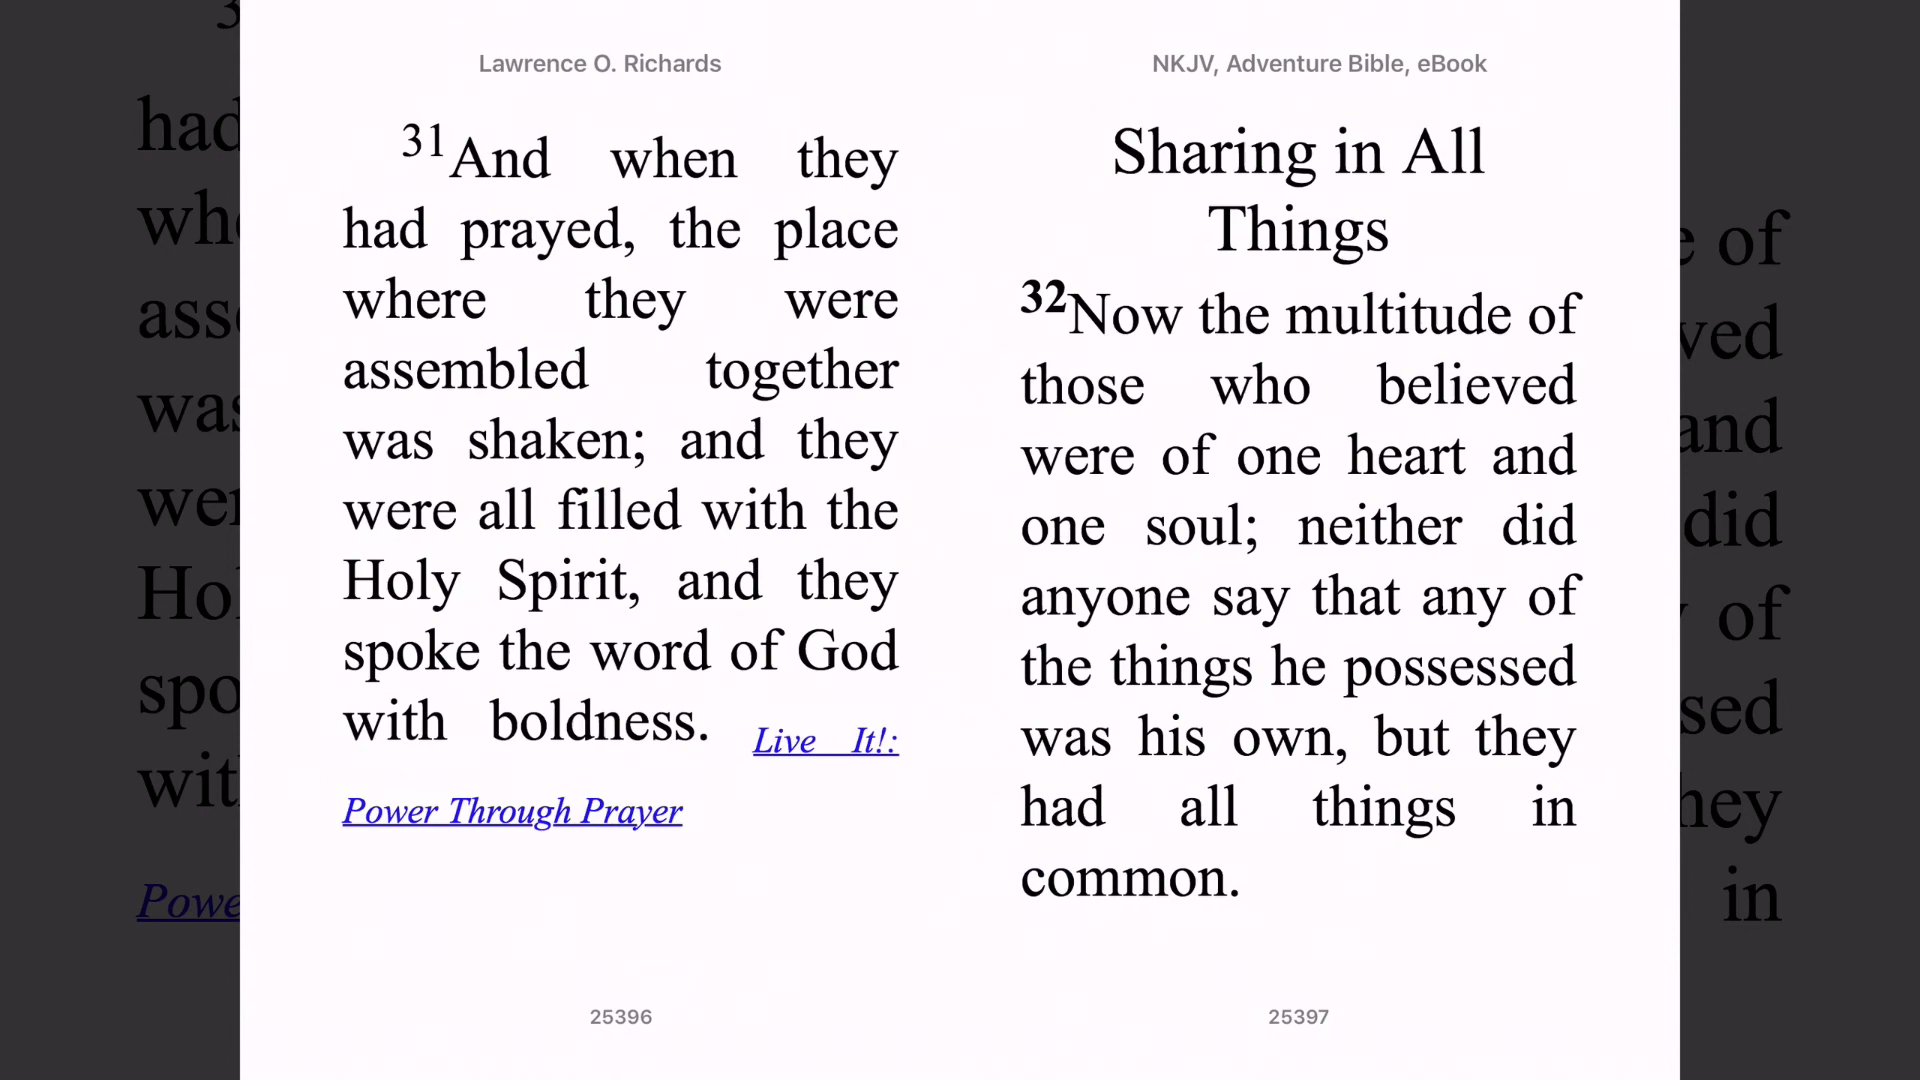 Lawrence O. Richards
31And when they
had prayed, the place
where they were
assembled together
was shaken; and they
were all filled with the
Holy Spirit, and they
spoke the word of God
with boldness. Live It!:
Power Through Prayer
25396
NKJV, Adventure Bible, eBook
Sharing in All
Things
32Now the multitude of
those who believed
were of one heart and
one soul; neither did
anyone say that any of
the things he possessed
was his own, but they
had all things in
common.
25397